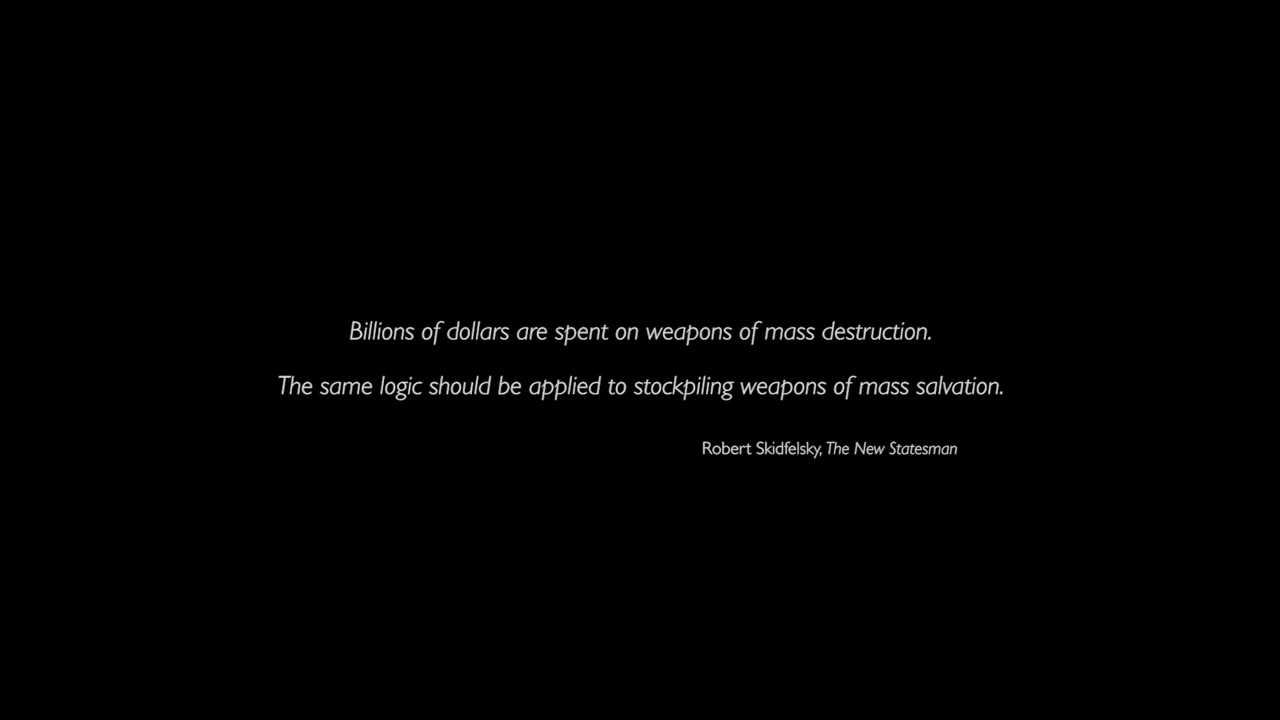 Billions of dollars are spent on weapons of mass destruction.
The same logic should be applied to stockpiling weapons of mass salvation.
Robert Skidfelsky, The New Statesman